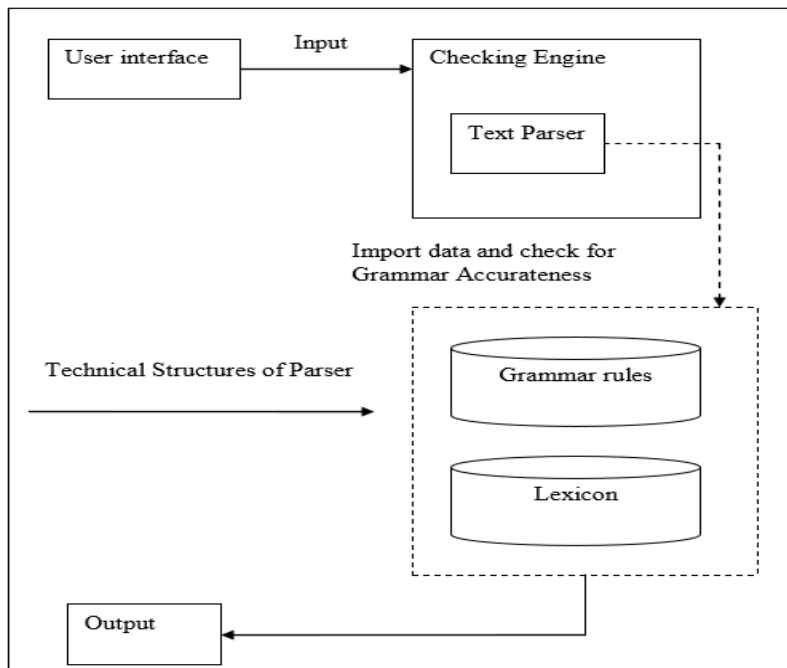 Input
User interface
Checking Engine
Text Parser
Import data and check for
Grammar Accurateness
Technical Structures of Parser
Grammar rules
Lexicon
Output